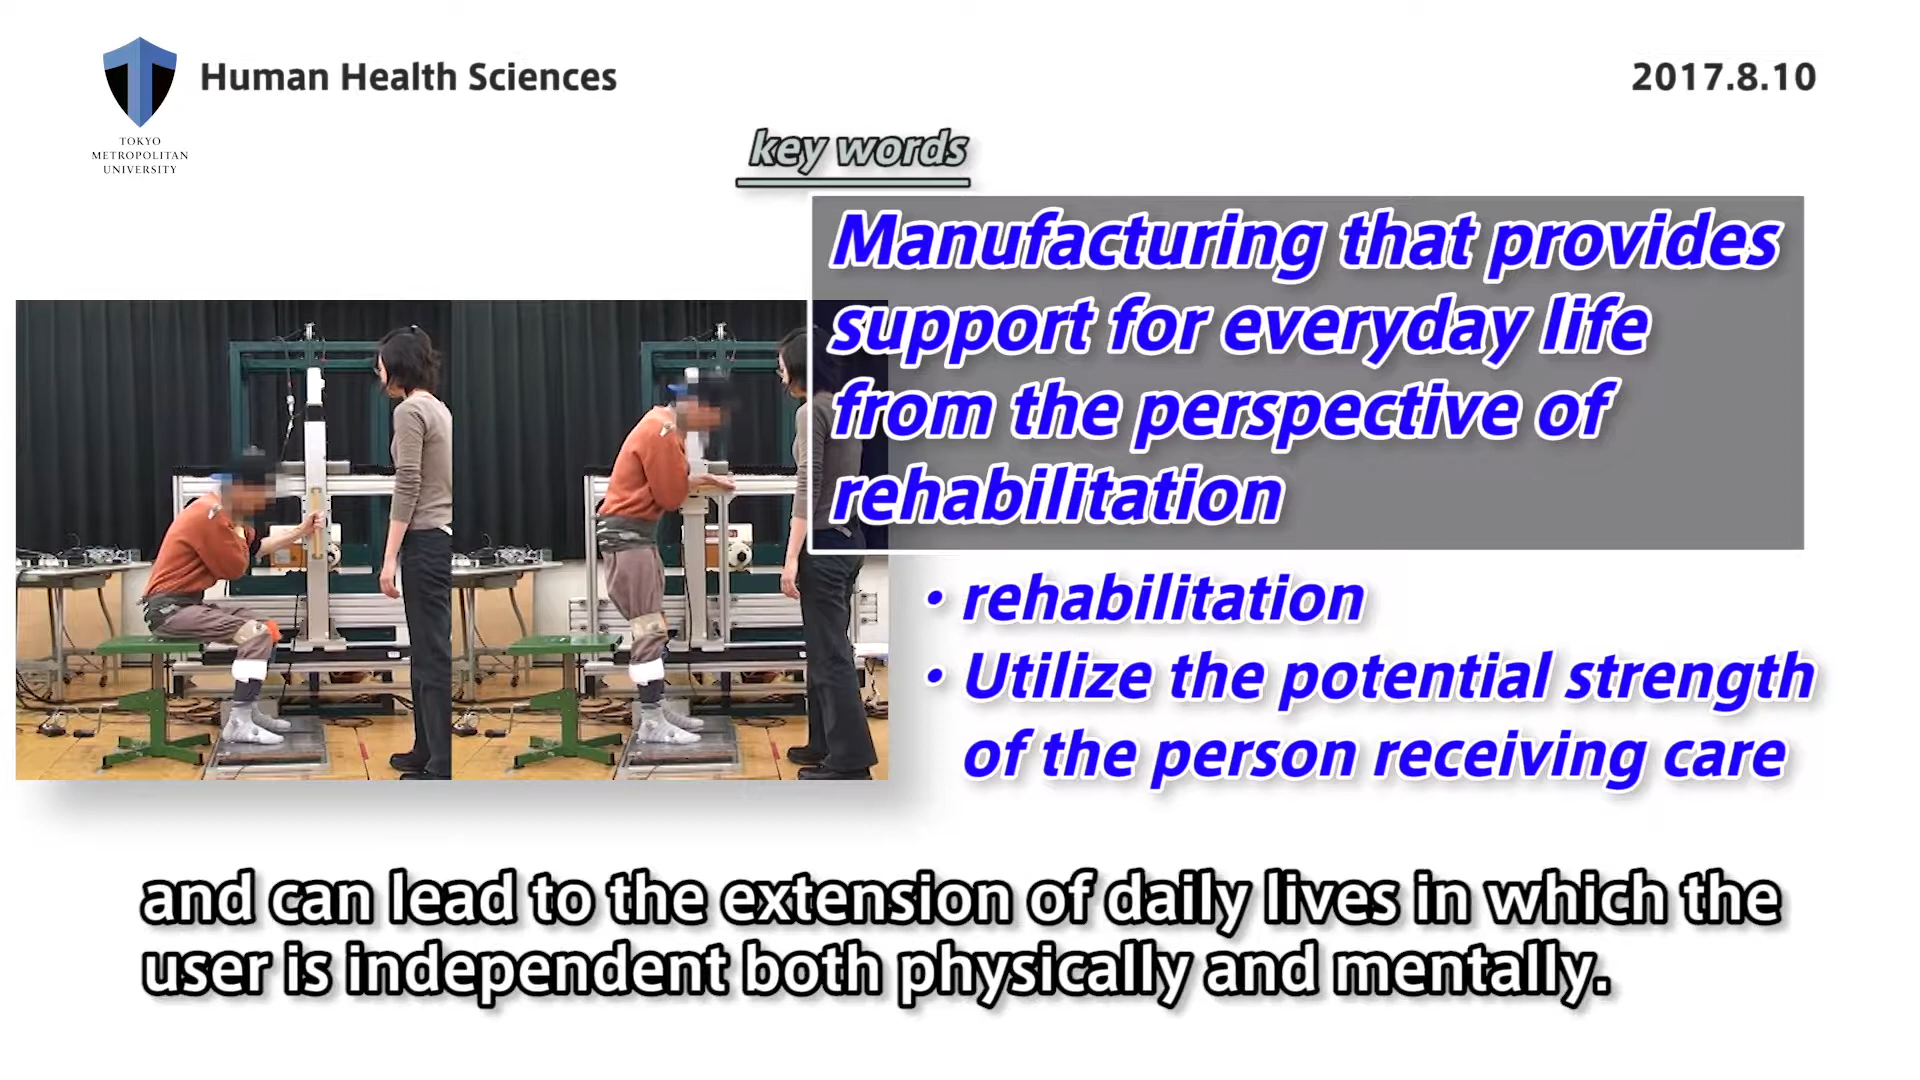 Human Health Sciences
2017.8.10
TOKYO
METROPOLITAN
UNIVERSITY
key words
Manufacturing that provides
support for everyday life
from the perspective of
rehabilitation
・rehabilitation
・Utilize the potential strength
of the person receiving care
and can lead to the extension of daily lives in which the
user is independent both physically and mentally.